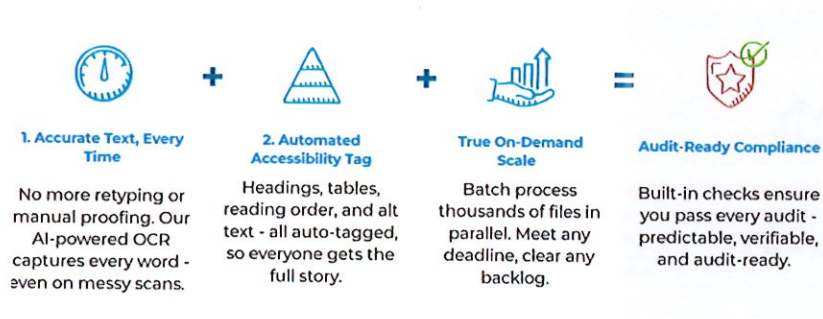 +
+
=
1. Accurate Text, Every
Time
No more retyping or
manual proofing. Our
AI-powered OCR
captures every word -
even on messy scans.
2. Automated
Accessibility Tag
Headings, tables,
reading order, and alt
text - all auto-tagged,
so everyone gets the
full story.
True On-Demand
Scale
Batch process
thousands of files in
parallel. Meet any
deadline, clear any
backlog.
Audit-Ready Compliance
Built-in checks ensure
you pass every audit -
predictable, verifiable,
and audit-ready.